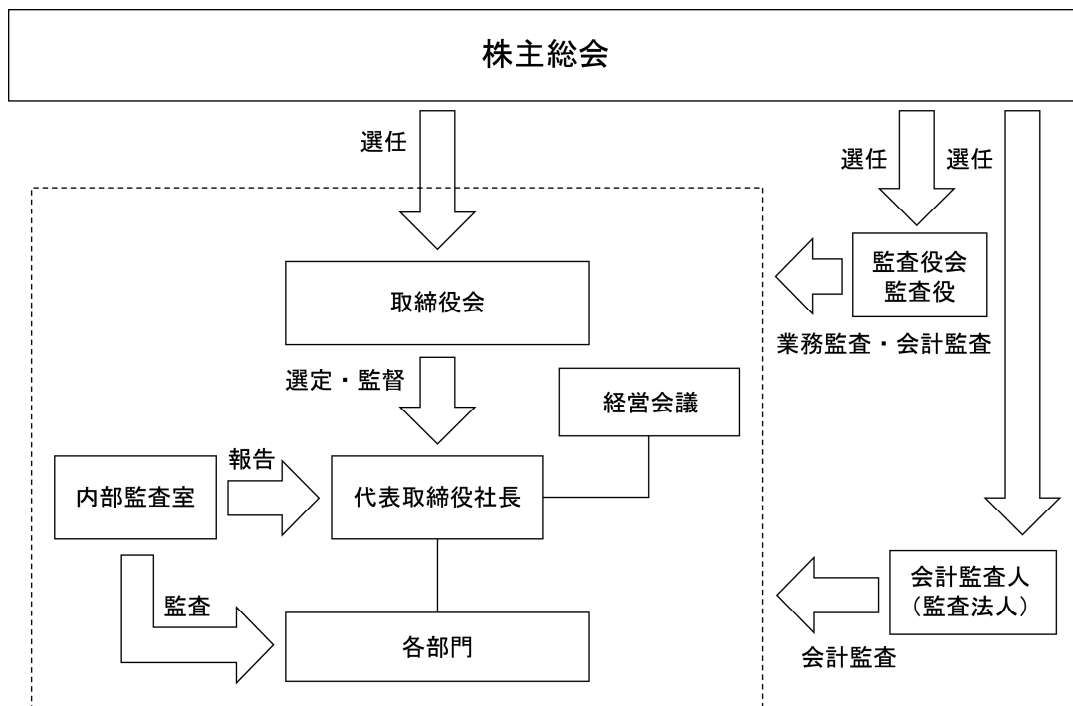 株主総会
選任
選任
選任
監査役会
監査役
取締役会
業務監査・会計監査
選定・監督
経営会議
報告
内部監査室
代表取締役社長
会計監査人
(監査法人)
監査
各部門
会計監査